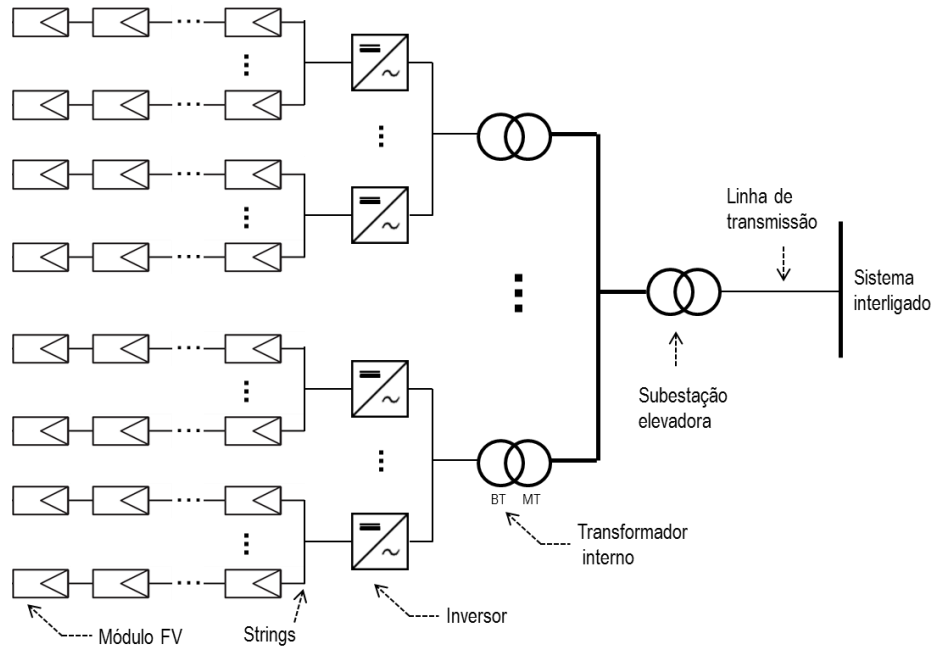 Linha de
transmissão
Sistema
interligado
Subestação
elevadora
BT MT
Transformador
interno
Inversor
Strings
Módulo FV